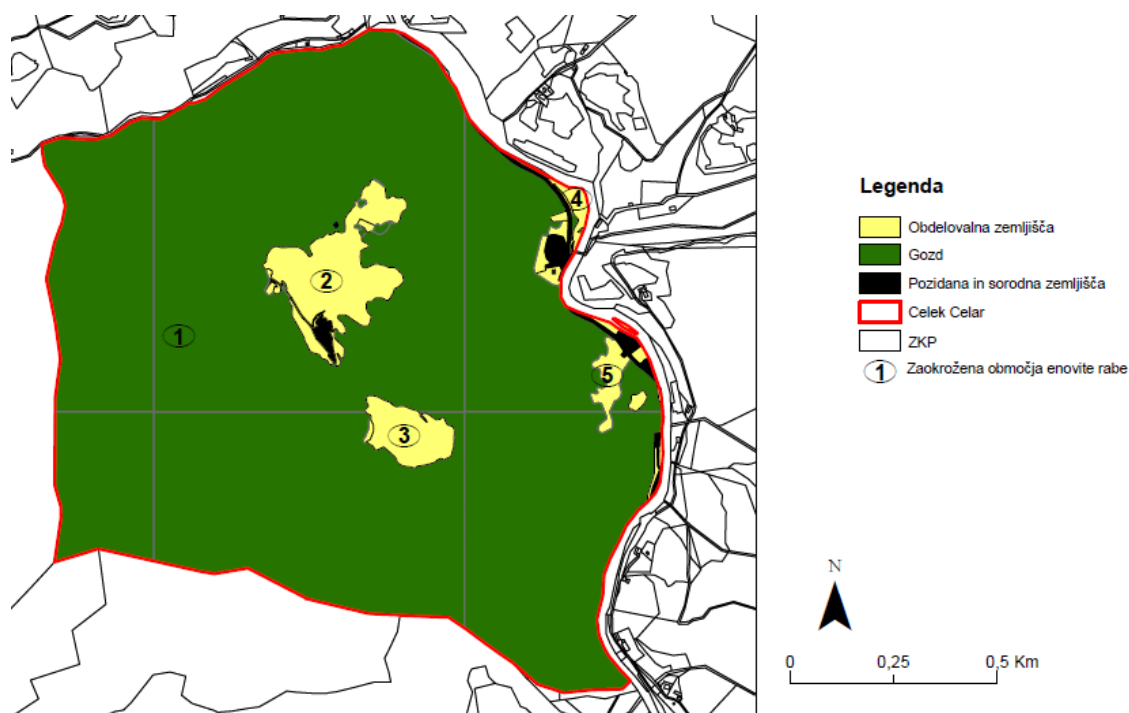 4
2
1
5
3
Legenda
Obdelovalna zemljišča
Gozd
Pozidana in sorodna zemljišča
Celek Celar
ZKP
1 Zaokrožena območja enovite rabe
N
0 0,25 0,5 Km